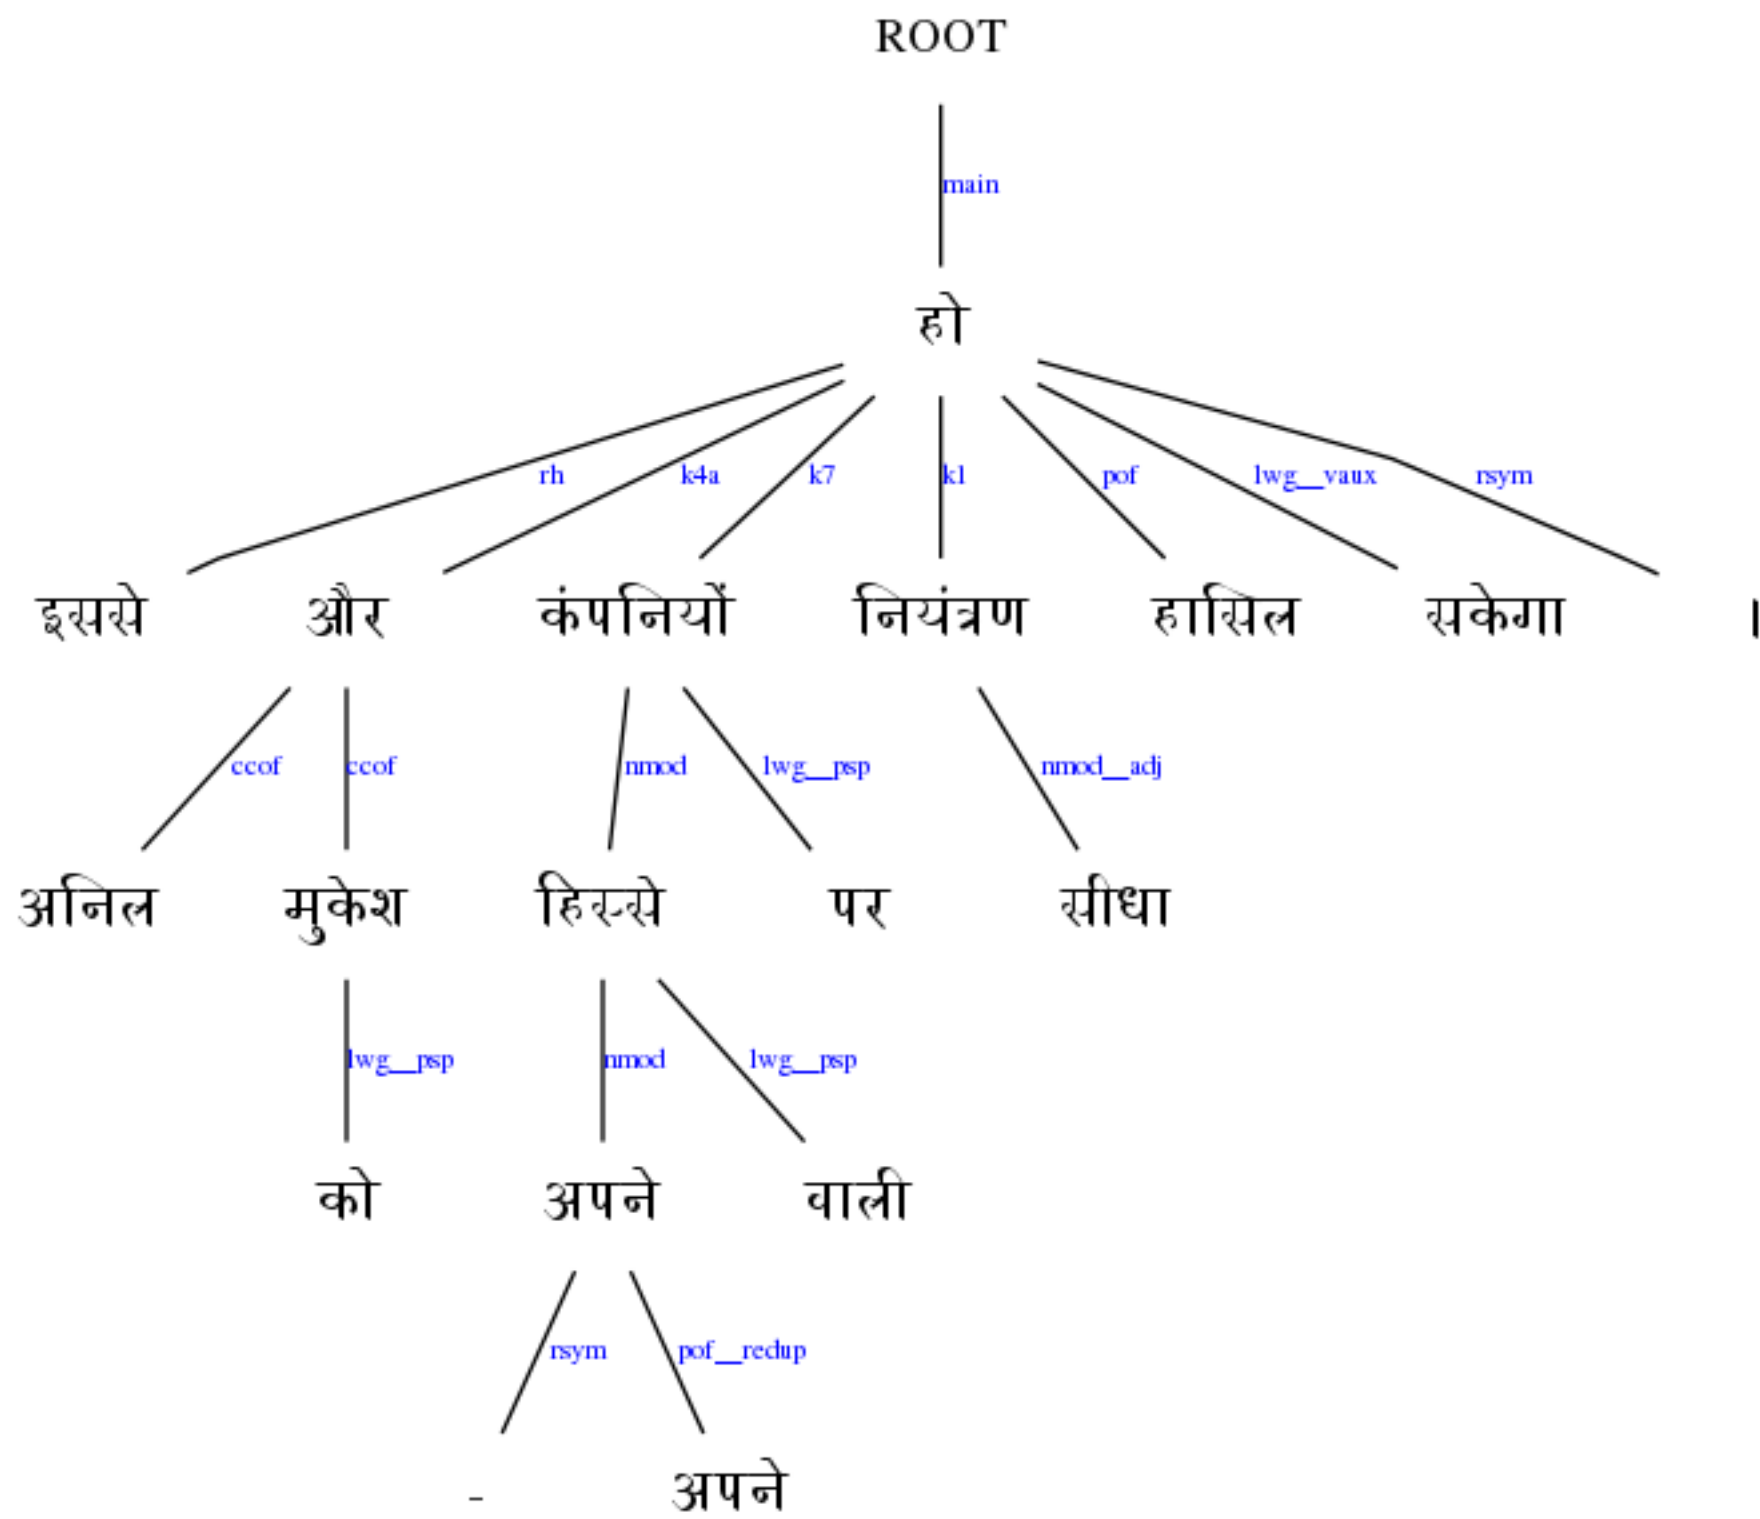 ROOT
main
हो
rh k4a k7 k1 pof lwg__vaux rsym
इससे और कंपनियों नियंत्रण हासिल सकेगा ।
ccof ccof nmod lwg__psp nmod__adj
अनिल मुकेश हिस्से पर सीधा
lwg__psp nmod lwg__psp
को अपने वाली
rsym pof__redup
- अपने